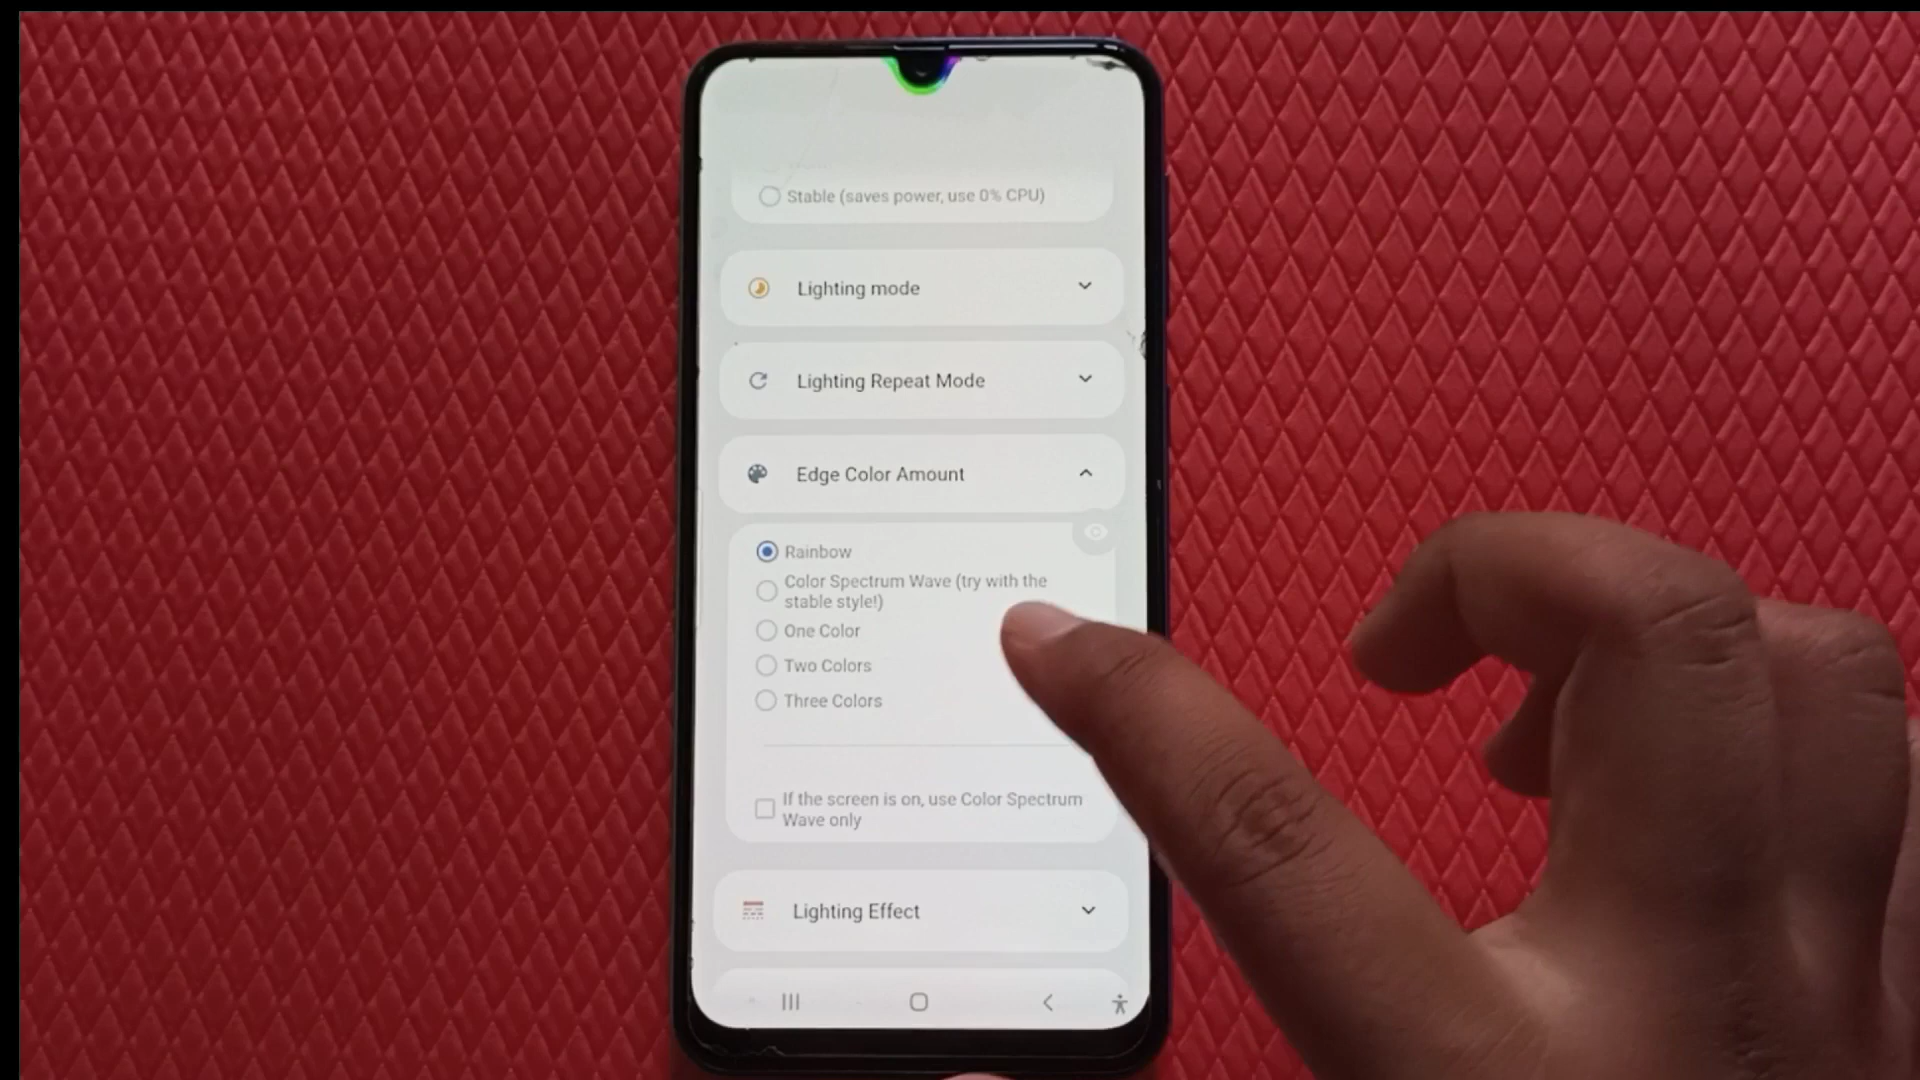 Stable (saves power, use 0% CPU)
Lighting mode
Lighting Repeat Mode
Edge Color Amount
Rainbow
Color Spectrum Wave (try with the
stable style!)
One Color
Two Colors
Three Colors
If the screen is on, use Color Spectrum
Wave only
Lighting Effect